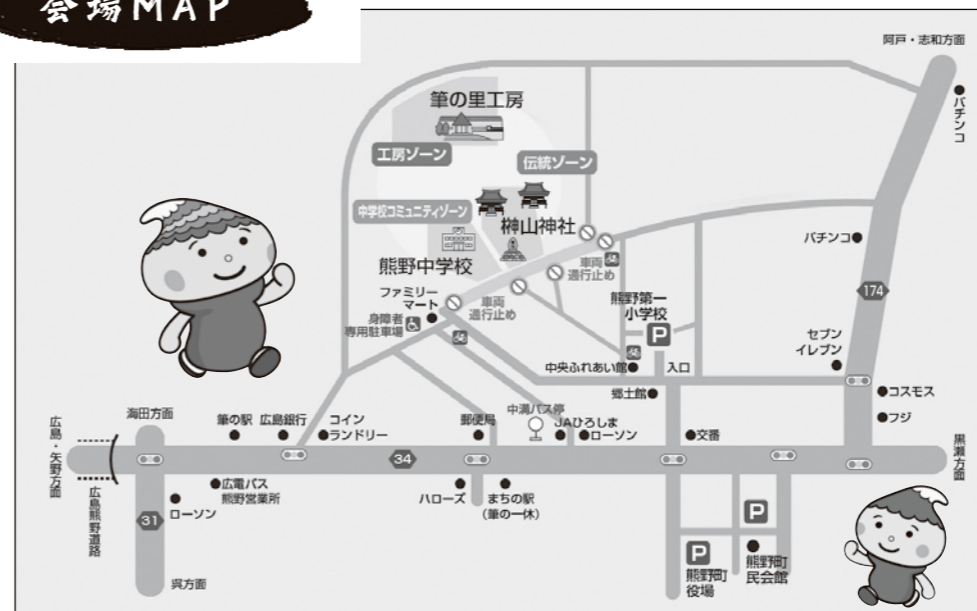 会場MAP
阿戸・志和方面
パチンコ
筆の里工房
工房ゾーン
伝統ゾーン
中学校コミュニティゾーン
榊山神社
熊野中学校
パチンコ
車両
通行止め
ファミリー
マート
車両
通行止め
熊野第一
小学校
174
身障者
専用駐車場
P
セブン
イレブン
中央ふれあい館
入口
郷土館
コスモス
フジ
広島・矢野方面
海田方面
筆の駅
広島銀行
コイン
ランドリー
郵便局
中溝バス停
JAひろしま
ローソン
交番
黒瀬方面
34
広島熊野道路
広電バス
熊野営業所
ローソン
31
ハローズ
まちの駅
(筆の一休)
P
P
熊野町
役場
熊野町
民会館
呉方面